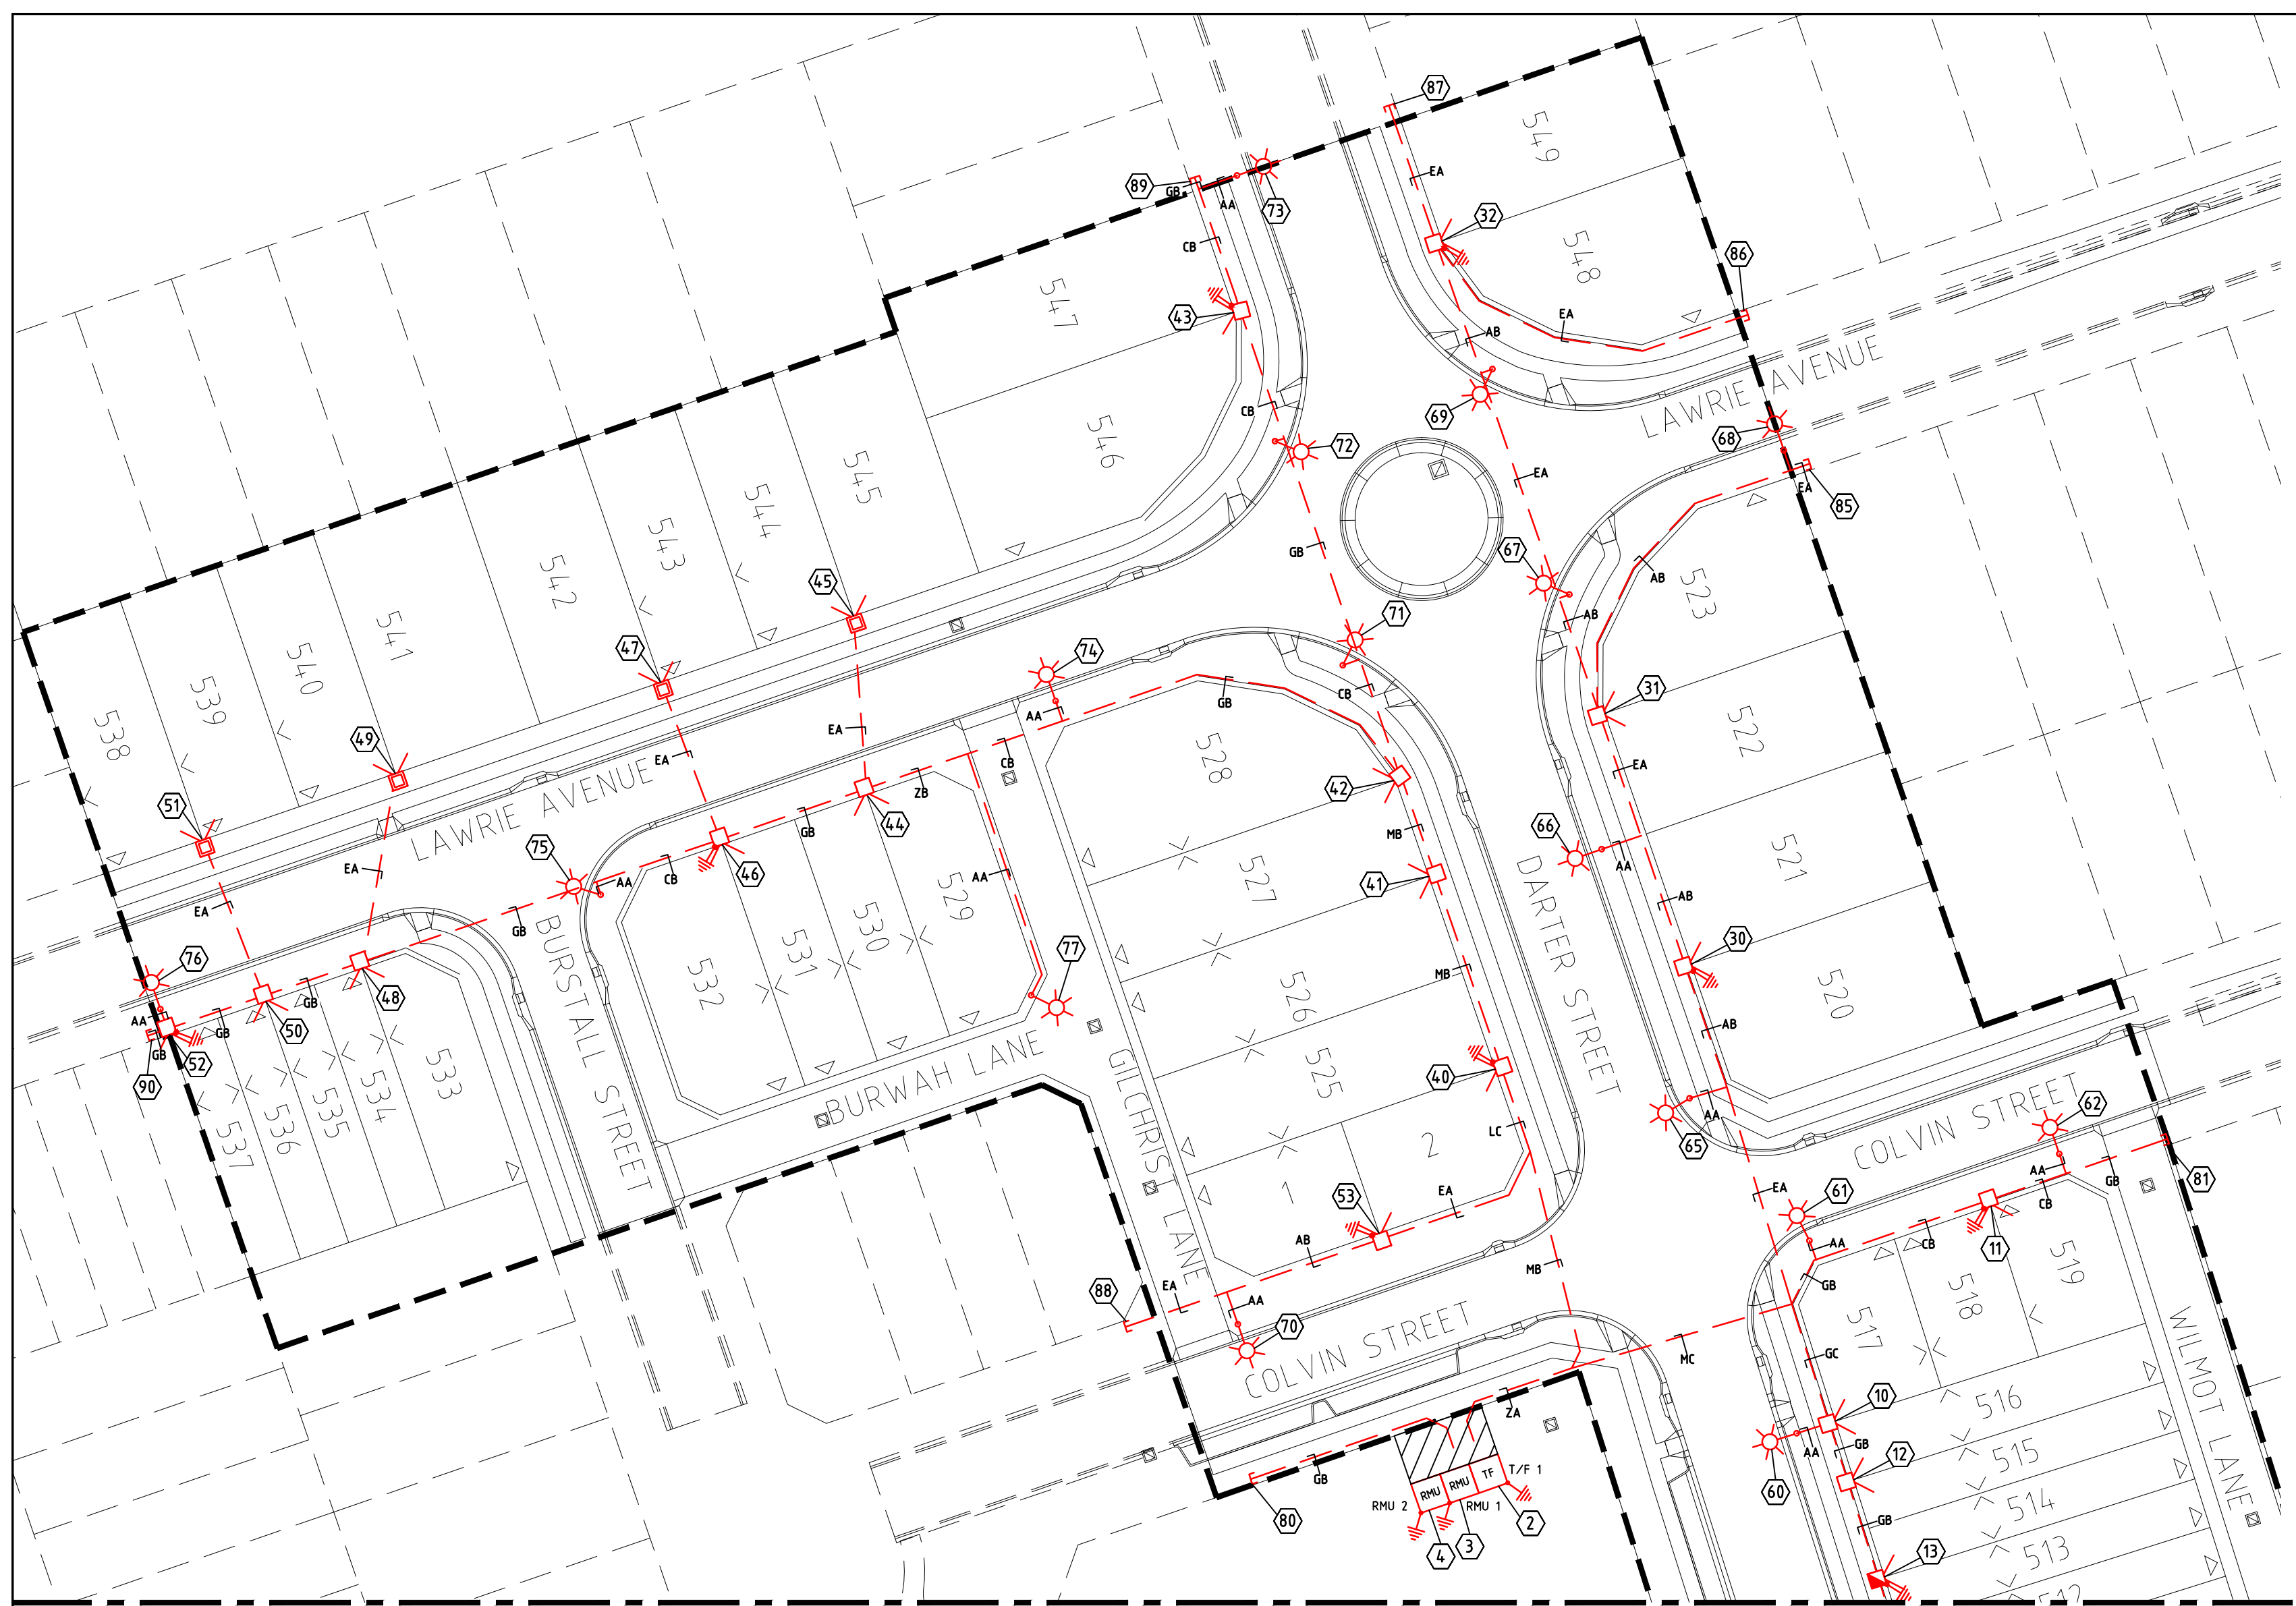 87
549
EA
89
GB
AA
73
32
CB
548
86
547
43
EA
AB
LAWRIE AVENUE
CB
546
69
72
68
545
EA
EA
85
544
GB
67
AB
523
45
543
542
AB
47
71
74
541
31
540
CB
GB
539
522
AA
538
EA
49
CB
EA
EA
528
ZB
42
LAWRIE AVENUE
51
GB
44
MB
66
75
AA
521
EA
CB
46
AA
41
DARTER STREET
527
AB
529
EA
GB
530
30
76
BURSTALL STREET
531
77
MB
520
48
GB
532
526
AA
GB
50
AB
GB
52
BURWAH LANE
GILCHRIST LANE
40
533
525
90
534
AA
62
535
65
COLVIN STREET
536
LC
537
2
AA
GB
81
1
53
EA
EA
CB
61
AB
AA
CB
11
MB
519
88
EA
GB
518
AA
517
70
WILMOT LANE
COLVIN STREET
MC
GC
10
516
ZA
AA
GB
515
12
GB
TF
T/F 1
RMU
RMU
60
514
RMU 2
RMU 1
80
2
GB
3
4
13
513
512